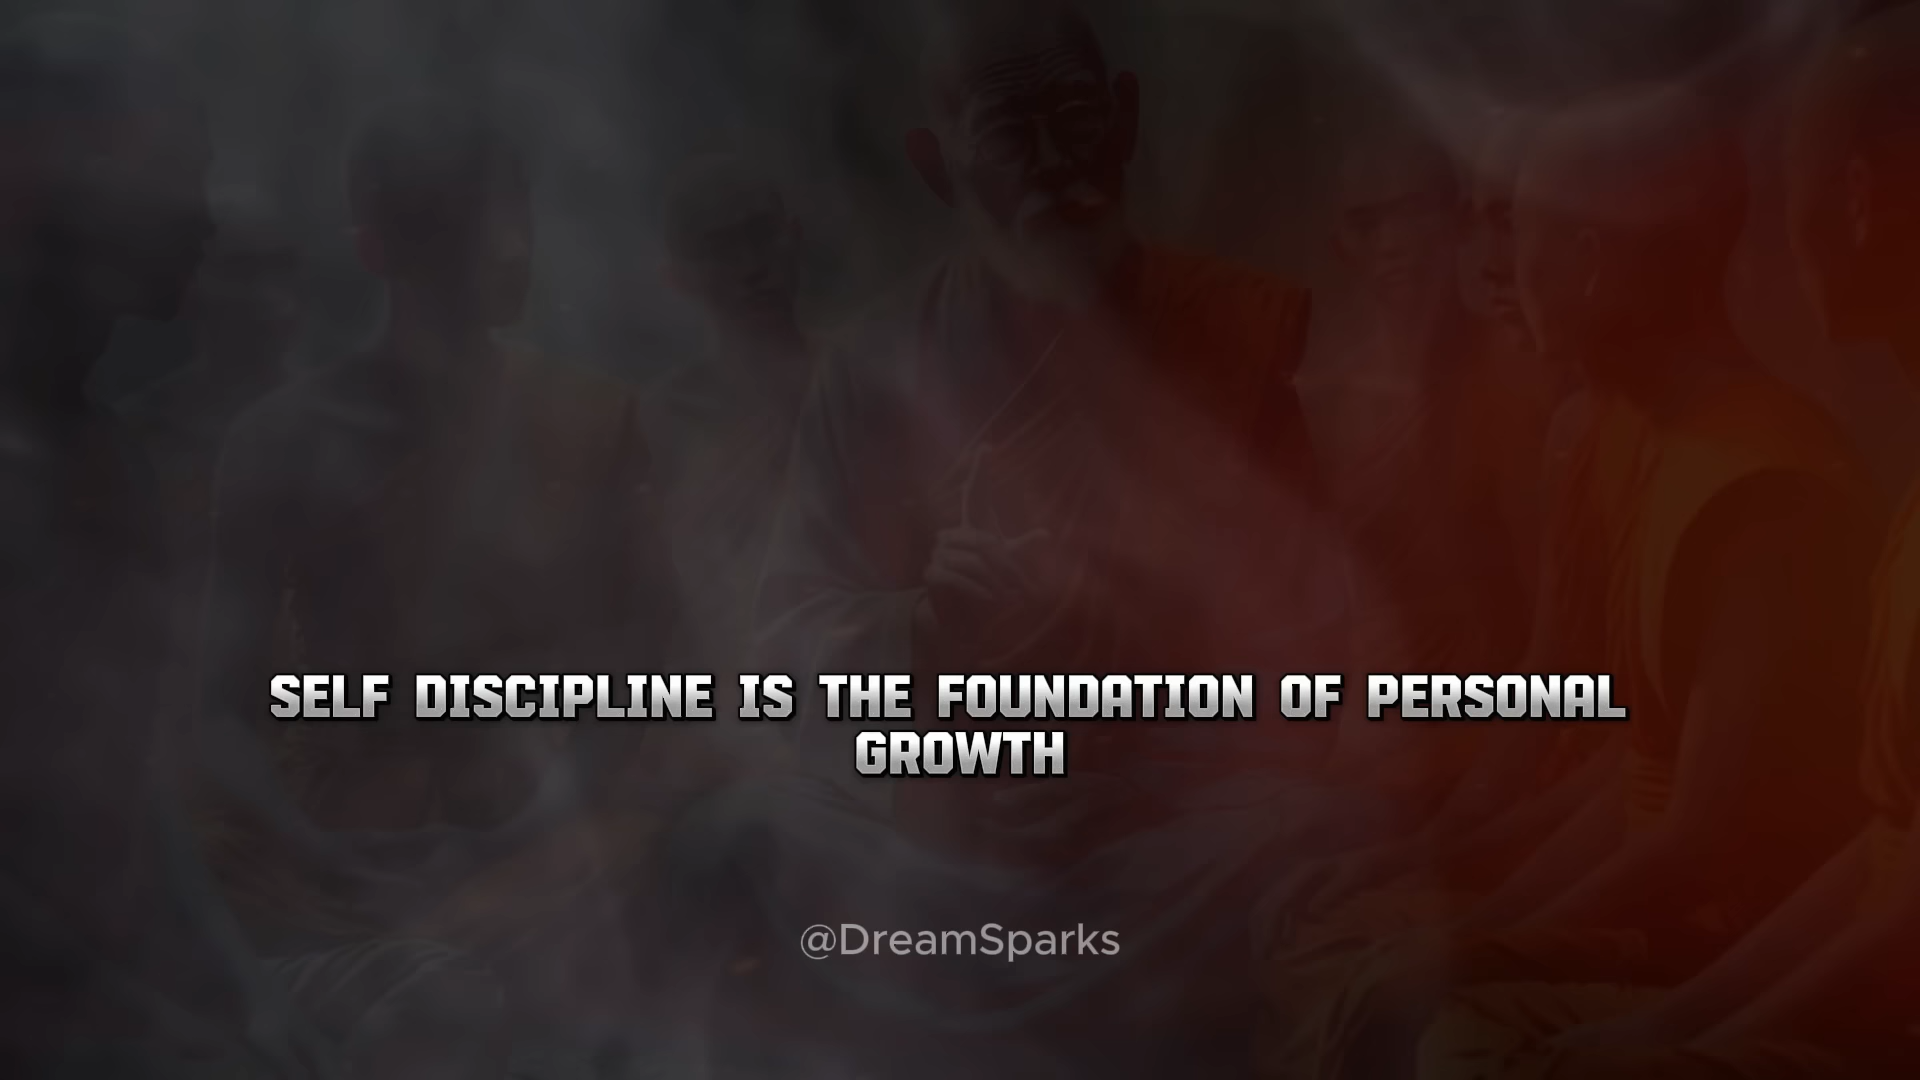 SELF DISCIPLINE IS THE FOUNDATION OF PERSONAL
GROWTH
@DreamSparks